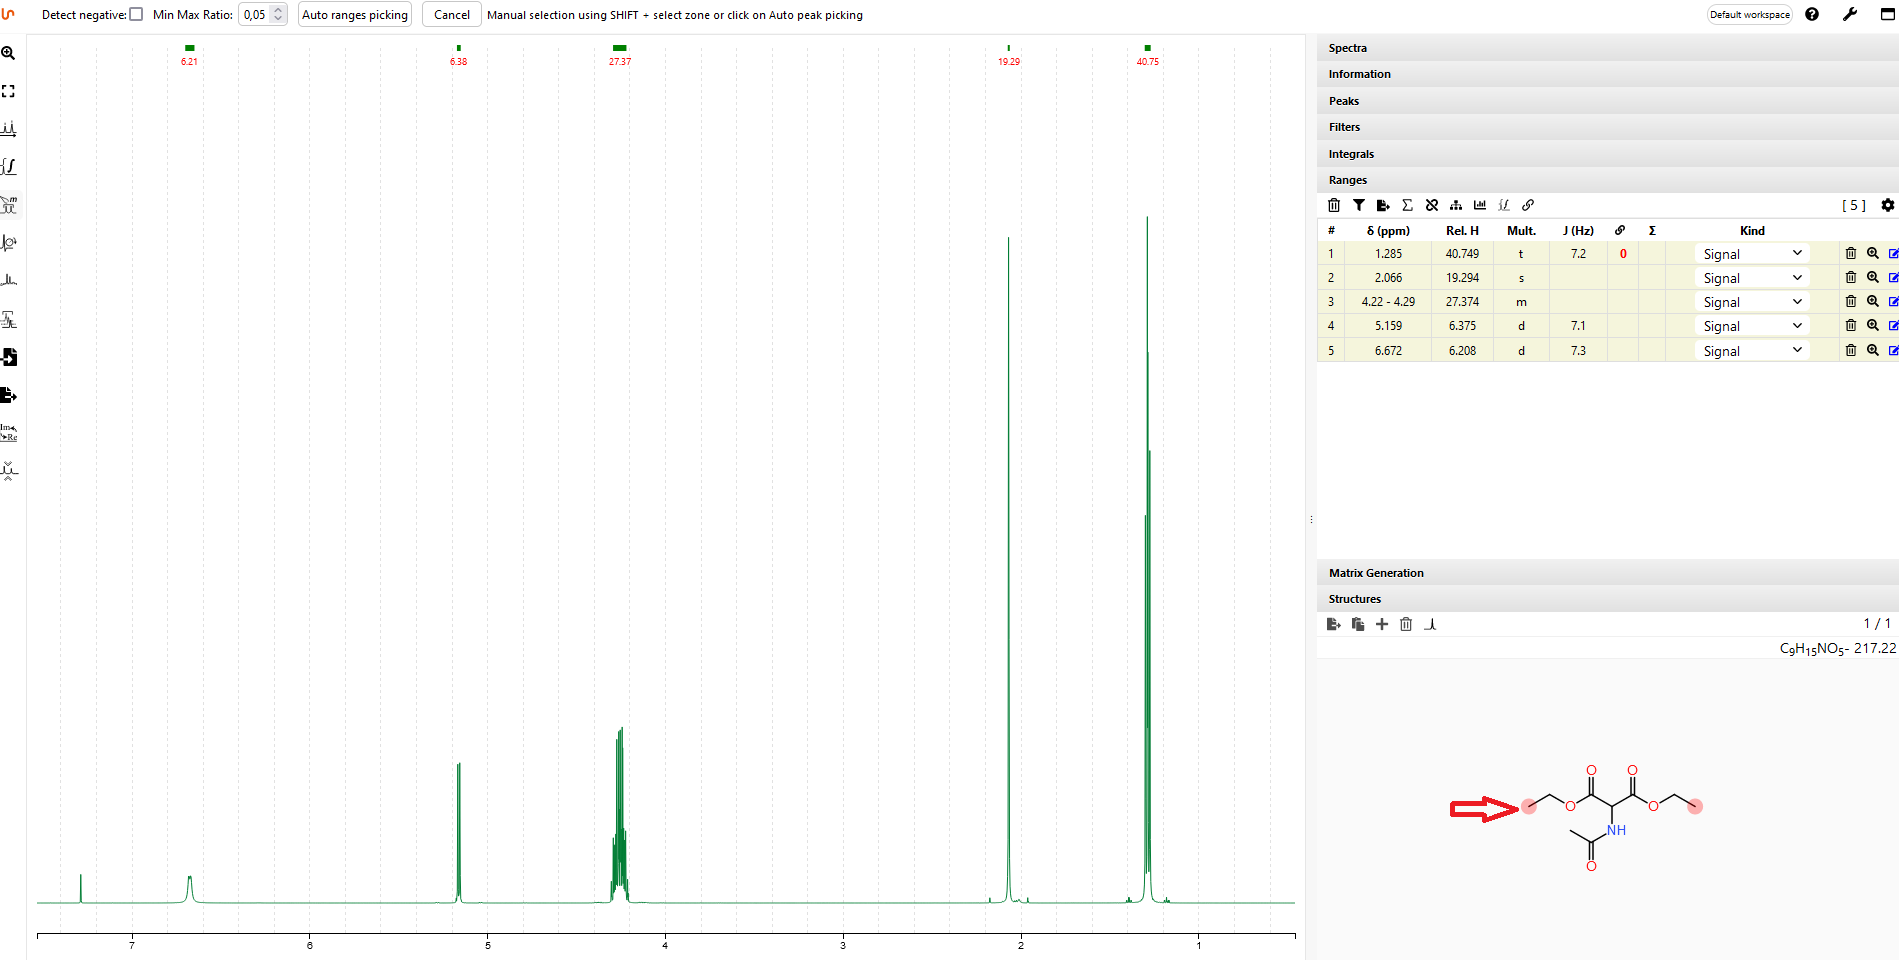 Detect negative: Min Max Ratio: 0,05 Auto ranges picking Cancel Manual selection using SHIFT + select zone or click on Auto peak picking Default workspace
6.21 6.38 27.37 19.29 40.75
7 6 5 4 3 2 1
m
Im
Re
Spectra
Information
Peaks
Filters
Integrals
Ranges
[ 5 ]
# δ (ppm) Rel. H Mult. J (Hz) Σ Kind
1 1.285 40.749 t 7.2 0 Signal
2 2.066 19.294 s Signal
3 4.22 - 4.29 27.374 m Signal
4 5.159 6.375 d 7.1 Signal
5 6.672 6.208 d 7.3 Signal
Matrix Generation
Structures
1 / 1
C₉H₁₅NO₅- 217.22
O O
O O
NH
O